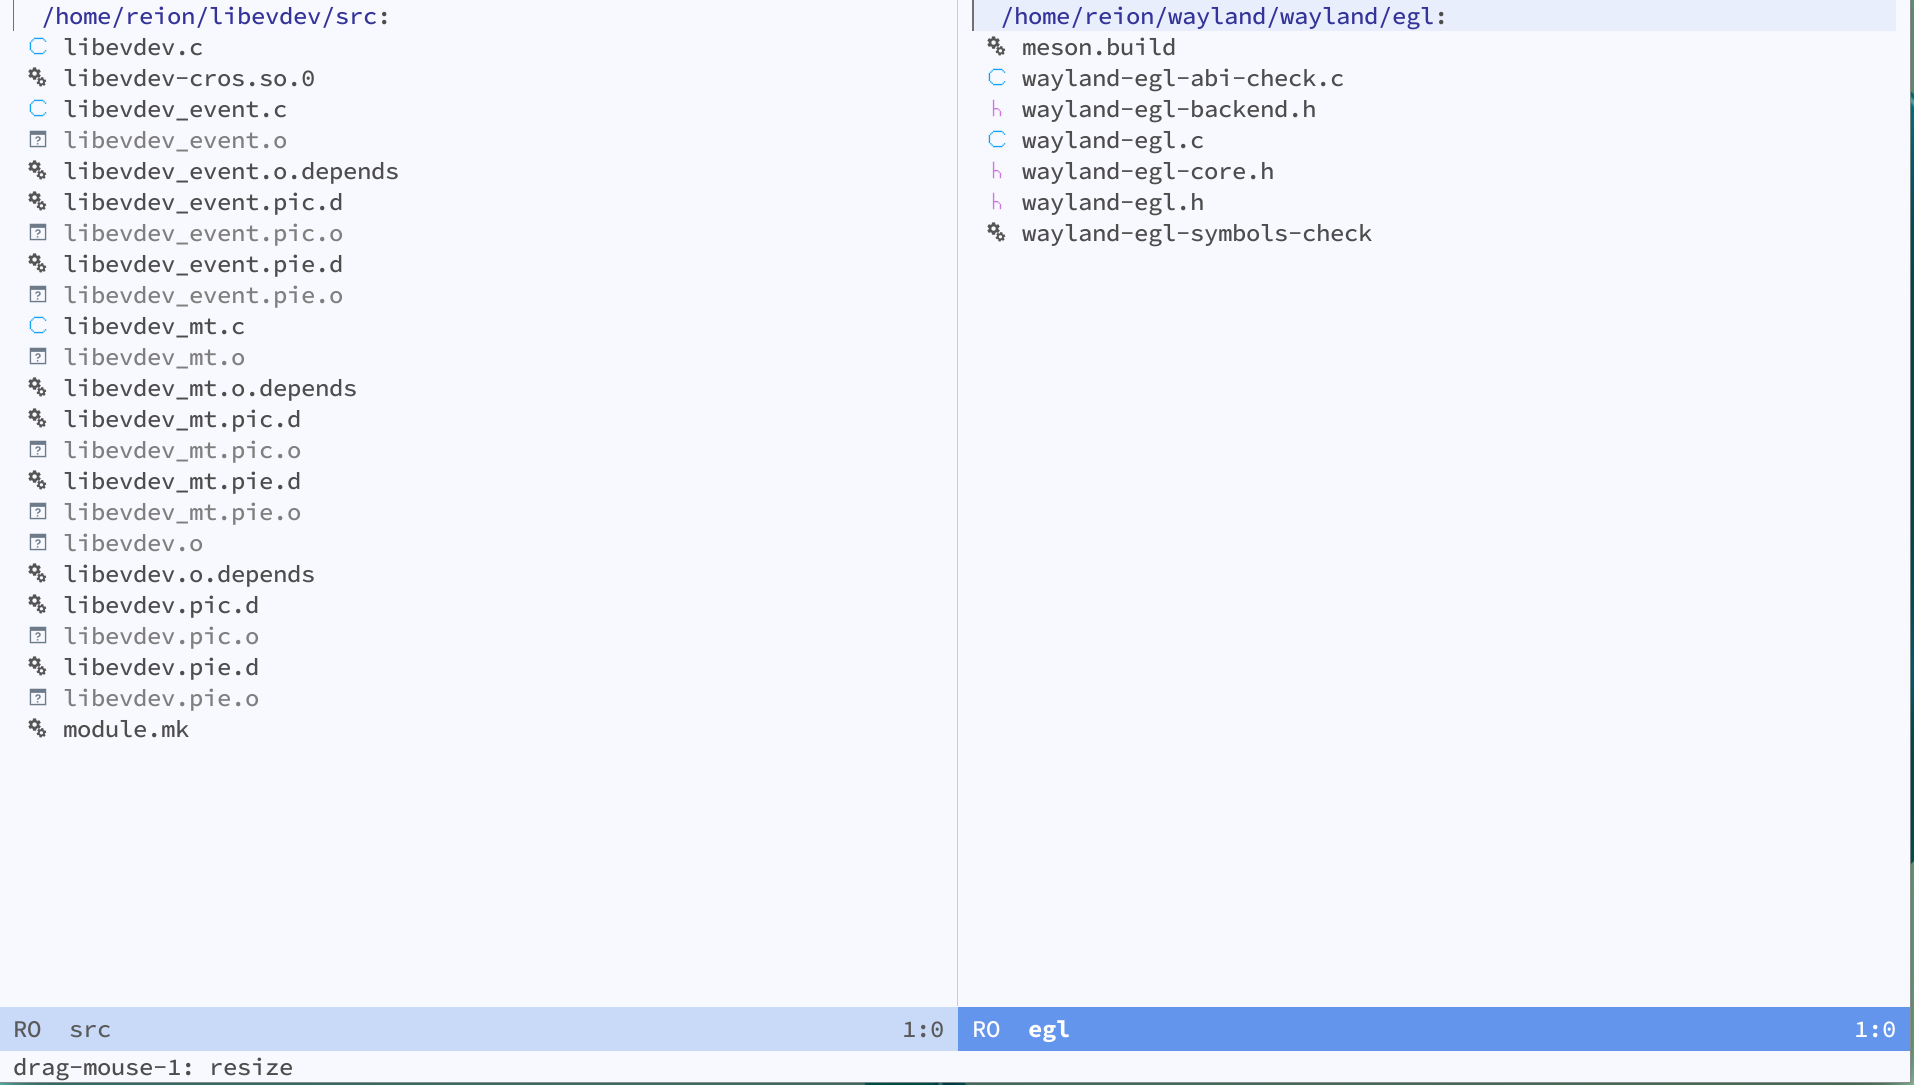 /home/reion/libevdev/src:
libevdev.c
libevdev-cros.so.0
libevdev_event.c
libevdev_event.o
libevdev_event.o.depends
libevdev_event.pic.d
libevdev_event.pic.o
libevdev_event.pie.d
libevdev_event.pie.o
libevdev_mt.c
libevdev_mt.o
libevdev_mt.o.depends
libevdev_mt.pic.d
libevdev_mt.pic.o
libevdev_mt.pie.d
libevdev_mt.pie.o
libevdev.o
libevdev.o.depends
libevdev.pic.d
libevdev.pic.o
libevdev.pie.d
libevdev.pie.o
module.mk
RO src 1:0
/home/reion/wayland/wayland/egl:
meson.build
wayland-egl-abi-check.c
wayland-egl-backend.h
wayland-egl.c
wayland-egl-core.h
wayland-egl.h
wayland-egl-symbols-check
RO egl 1:0
drag-mouse-1: resize